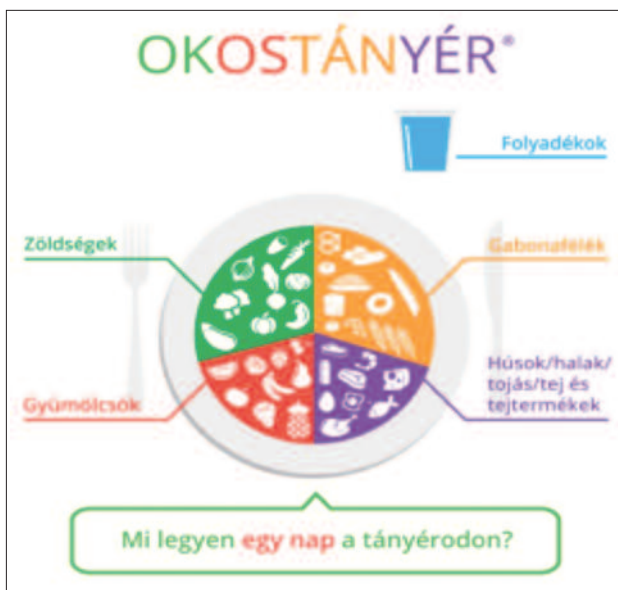 OKOSTÁNYÉR®
Folyadékok
Zöldségek
Gabonafélék
Húsok/halak/
tojás/tej és
tejtermékek
Gyümölcsök
Mi legyen egy nap a tányérodon?